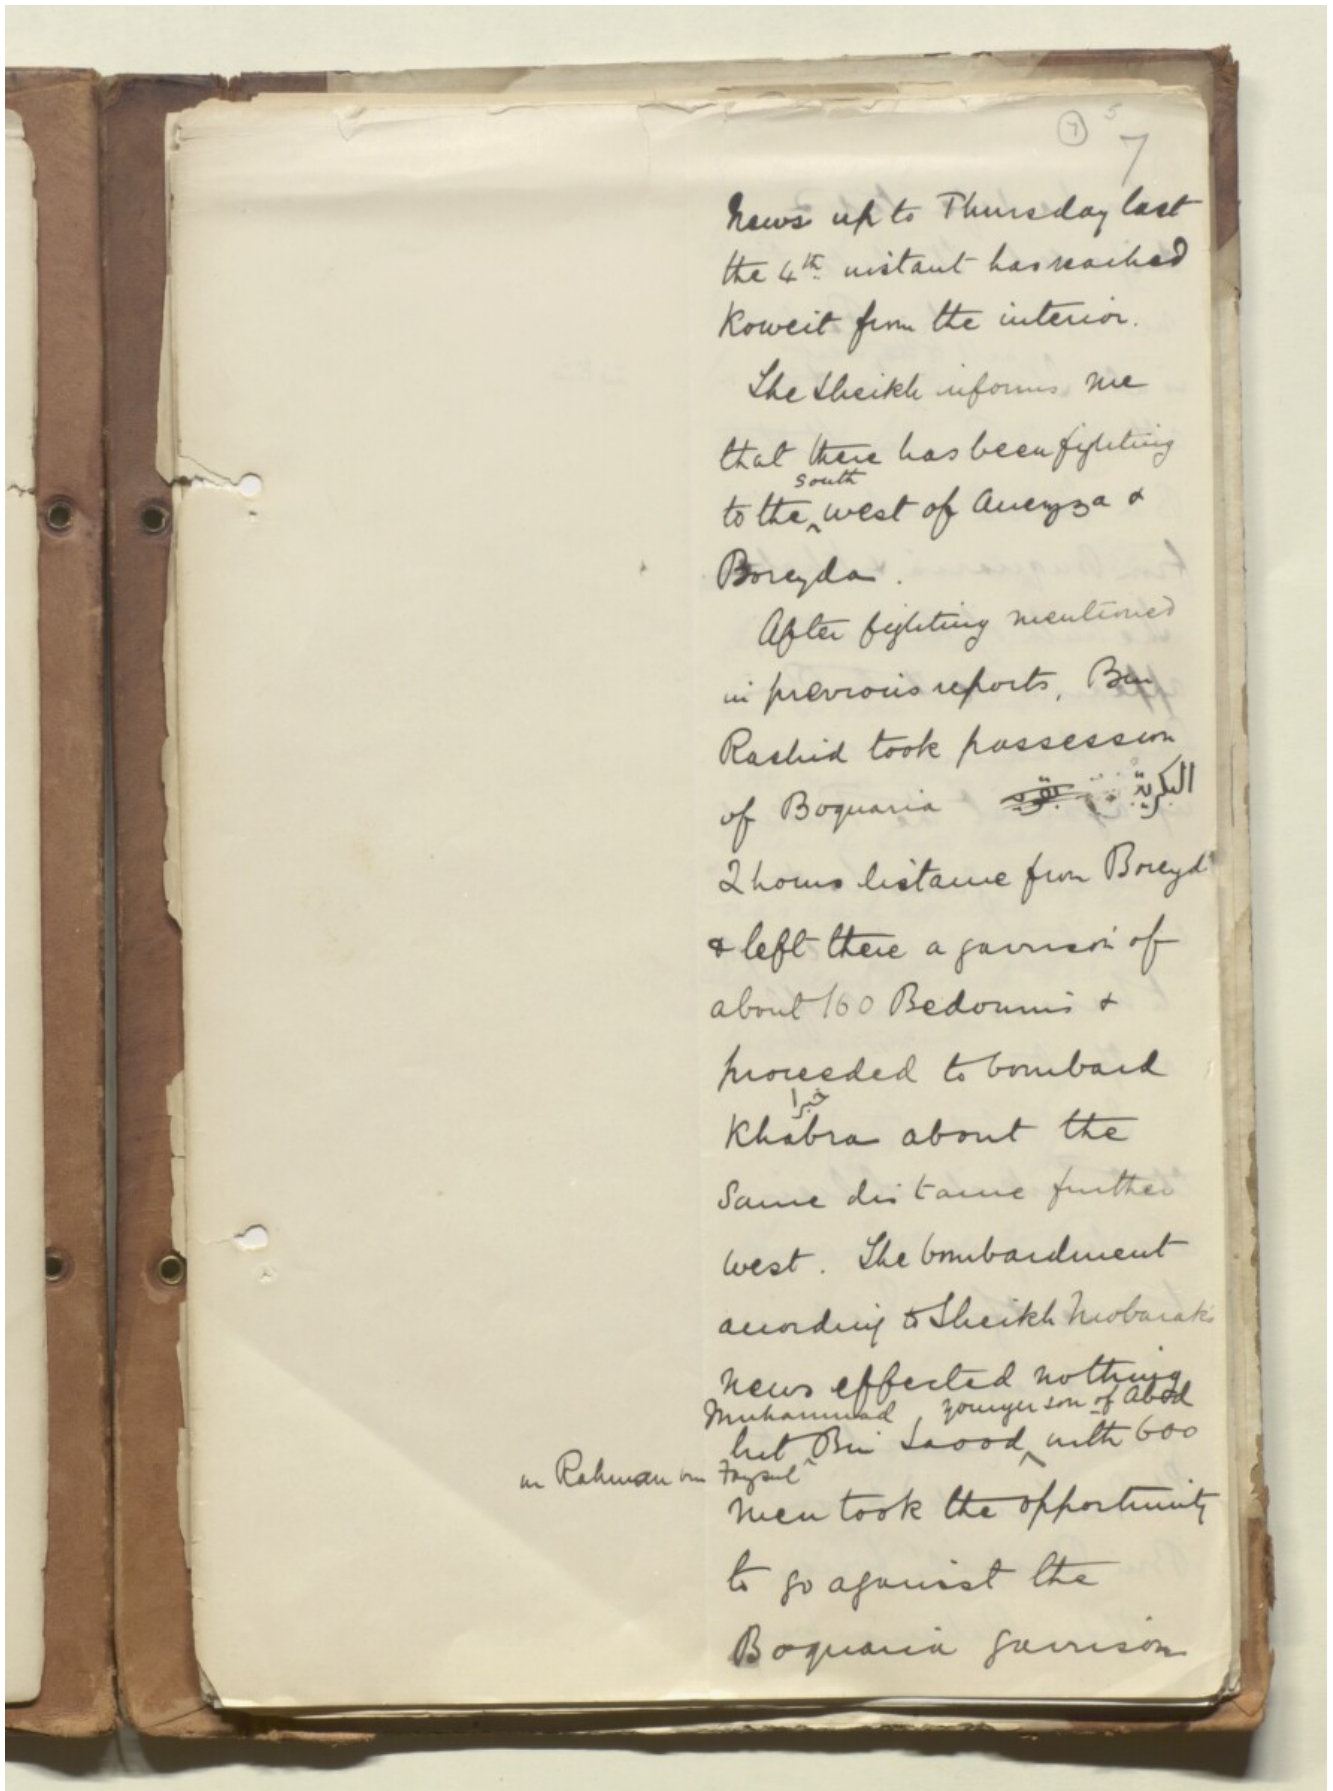 7 5
7
News up to Thursday last
the 4th instant has reached
Koweit from the interior.
The Sheikh informs me
that there has been fighting
south
to the west of Aneyza &
Boreyda.
After fighting mentioned
in previous reports, Bin
Rashid took possession
of Boquaria البكرية
2 hours distance from Boreyd
& left there a garrison of
about 160 Bedouins &
proceeded to bombard
خبرا
Khabra about the
same distance further
west. The bombardment
according to Sheikh Mobarak's
news effected nothing
Muhammad, younger son of Abod
but Bin Saood, with 600
ur Rahman bin Faysul
men took the opportunity
to go against the
Boquaria garrison